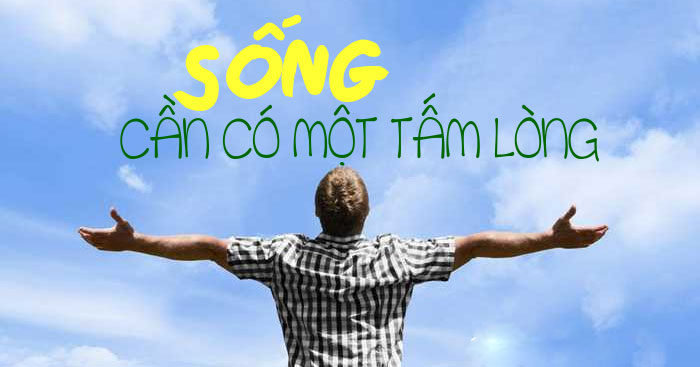 SỐNG
CẦN CÓ MỘT TẤM LÒNG